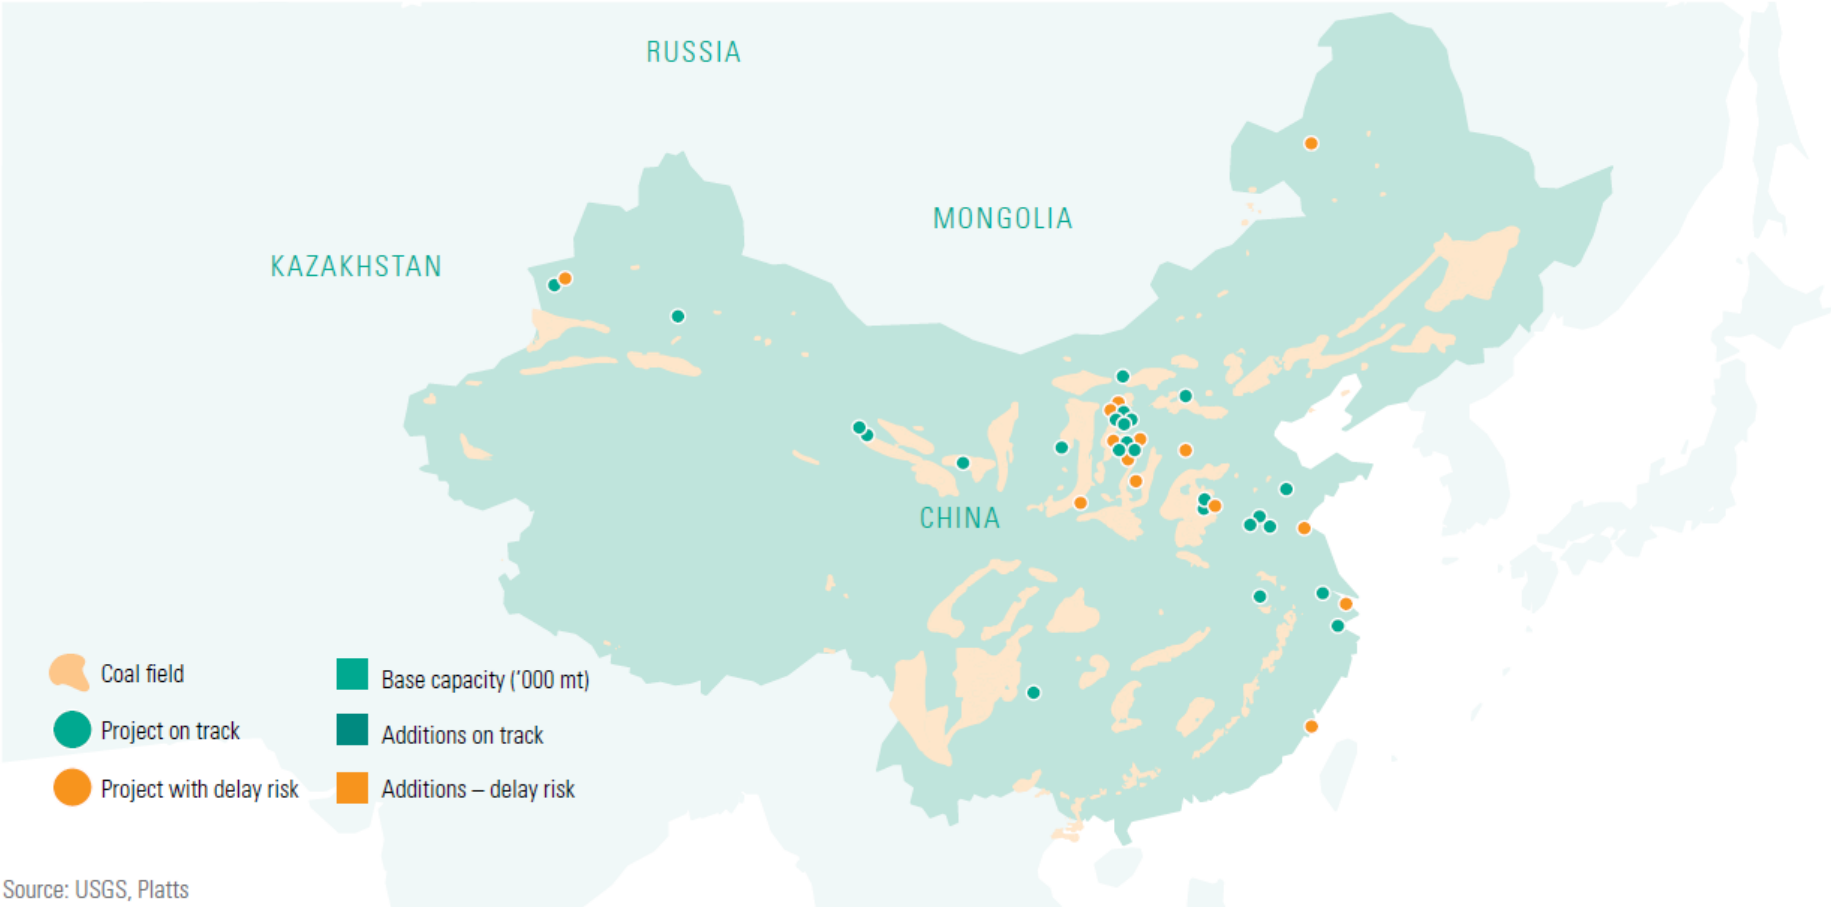 RUSSIA
MONGOLIA
KAZAKHSTAN
CHINA
Coal field
Project on track
Project with delay risk
Base capacity ('000 mt)
Additions on track
Additions – delay risk
Source: USGS, Platts